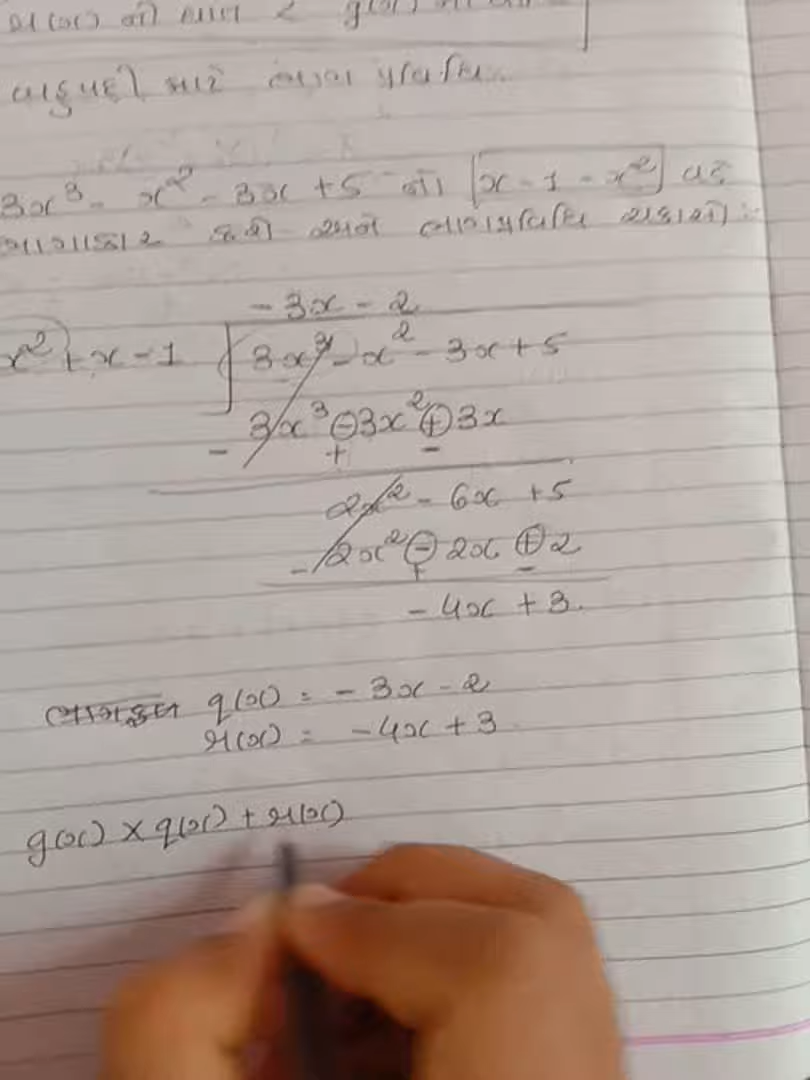 વાસ્તવિક માટે ભાગ પ્રવિધિ..
3x³ - x² - 3x + 5 નો x - 1 - x² વડે
ભાગાકાર કરો અને ભાગપ્રવિધિ ચકાસો:-
-3x - 2
x² + x - 1 3x³ - x² - 3x + 5
3x³ - 3x² + 3x
- + -
2x² - 6x + 5
2x² - 2x + 2
- + -
-4x + 3.
ભાગફળ q(x) = -3x - 2
r(x) = -4x + 3
g(x) × q(x) + r(x)